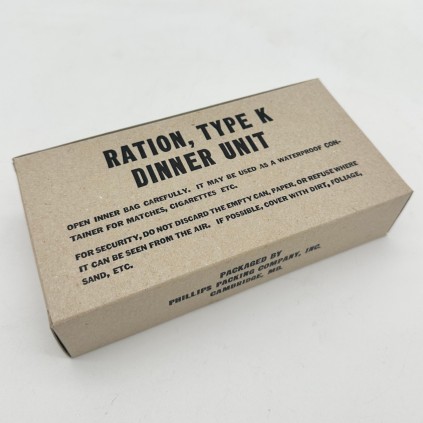 RATION, TYPE K
DINNER UNIT
OPEN INNER BAG CAREFULLY. IT MAY BE USED AS A WATERPROOF CON-
TAINER FOR MATCHES, CIGARETTES ETC.
FOR SECURITY, DO NOT DISCARD THE EMPTY CAN, PAPER, OR REFUSE WHERE
IT CAN BE SEEN FROM THE AIR. IF POSSIBLE, COVER WITH DIRT, FOLIAGE,
SAND, ETC.
PACKAGED BY
PHILLIPS PACKING COMPANY, INC.
CAMBRIDGE, MD.